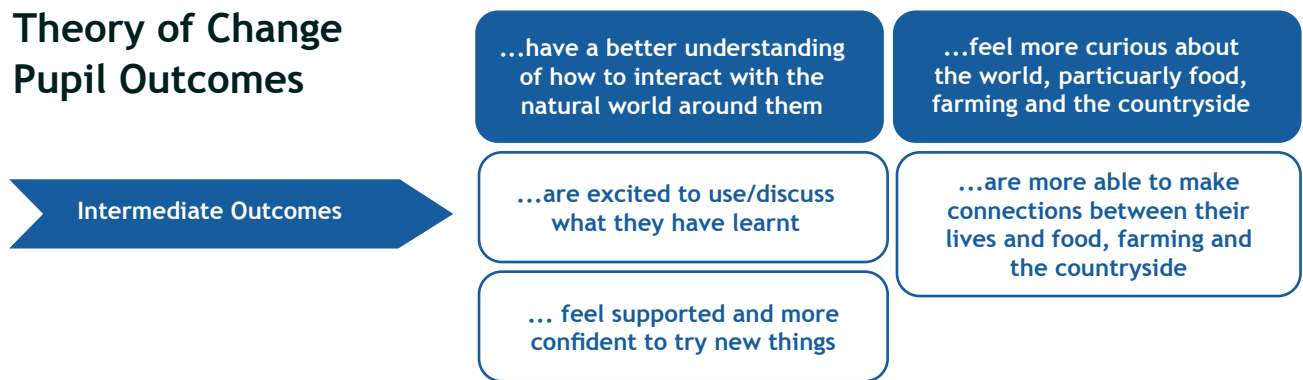 Theory of Change
Pupil Outcomes
Intermediate Outcomes
...have a better understanding
of how to interact with the
natural world around them
...feel more curious about
the world, particuarly food,
farming and the countryside
...are excited to use/discuss
what they have learnt
...are more able to make
connections between their
lives and food, farming and
the countryside
... feel supported and more
confident to try new things